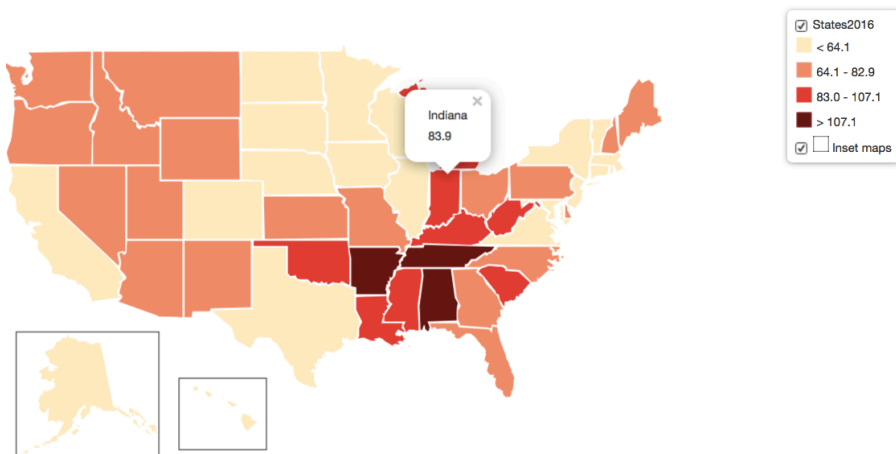 States2016
< 64.1
64.1 - 82.9
83.0 - 107.1
> 107.1
Inset maps
Indiana
83.9